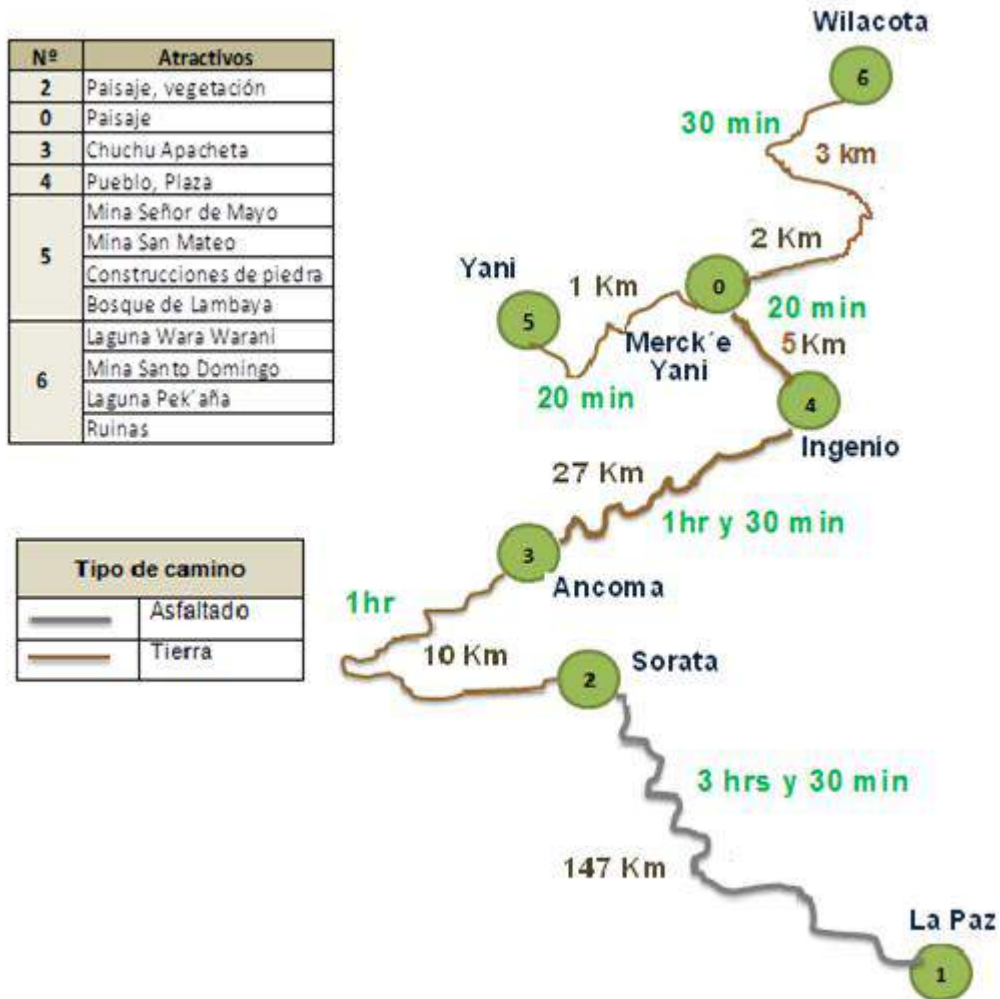 Nº Atractivos
2 Paisaje, vegetación
0 Paisaje
3 Chuchu Apacheta
4 Pueblo, Plaza
5 Mina Señor de Mayo
Mina San Mateo
Construcciones de piedra
Bosque de Lambaya
6 Laguna Wara Warani
Mina Santo Domingo
Laguna Pek´aña
Ruinas
Tipo de camino
Asfaltado
Tierra
Wilacota
6
30 min
3 km
2 Km
Yani
5
1 Km
0
20 min
Merck´e
Yani
5Km
20 min
4
Ingenio
27 Km
1hr y 30 min
3
Ancoma
1hr
10 Km
Sorata
2
3 hrs y 30 min
147 Km
La Paz
1